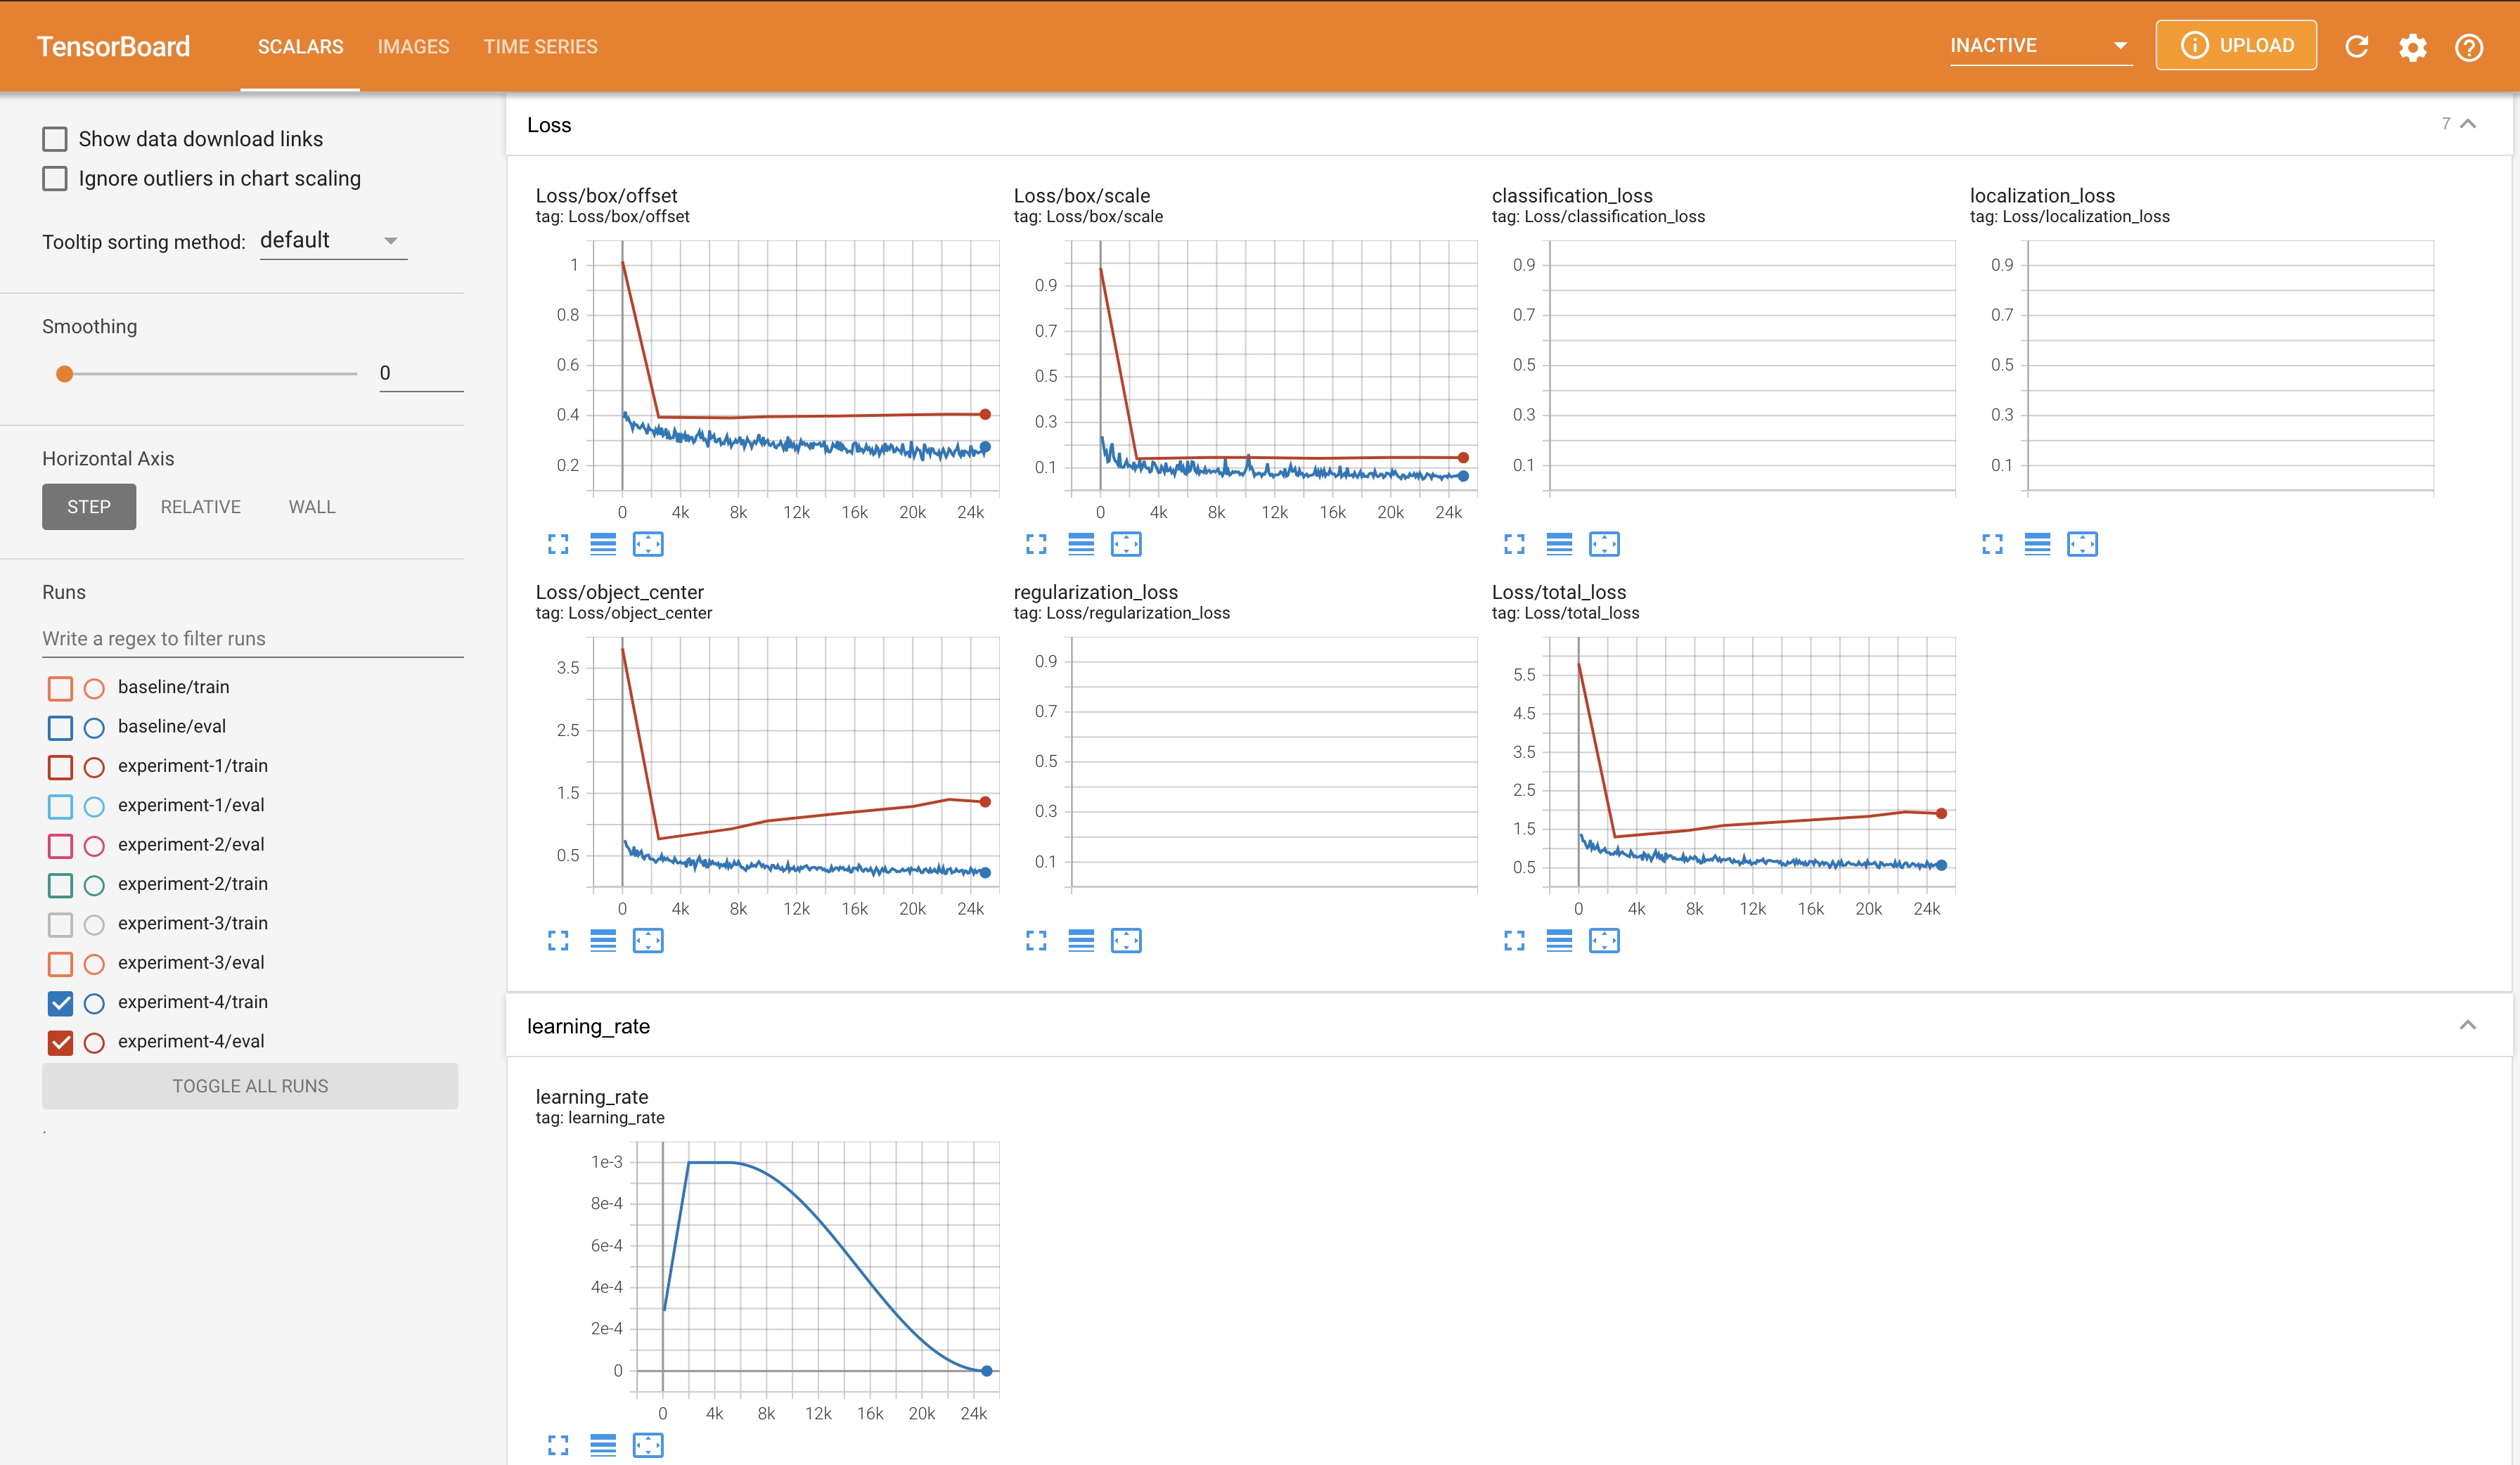 TensorBoard
SCALARS
IMAGES
TIME SERIES
INACTIVE
UPLOAD
Show data download links
Ignore outliers in chart scaling
Tooltip sorting method: default
Smoothing
0
Horizontal Axis
STEP
RELATIVE
WALL
Runs
Write a regex to filter runs
baseline/train
baseline/eval
experiment-1/train
experiment-1/eval
experiment-2/eval
experiment-2/train
experiment-3/train
experiment-3/eval
experiment-4/train
experiment-4/eval
TOGGLE ALL RUNS
.
Loss
7
Loss/box/offset
tag: Loss/box/offset
1
0.8
0.6
0.4
0.2
0 4k 8k 12k 16k 20k 24k
Loss/box/scale
tag: Loss/box/scale
0.9
0.7
0.5
0.3
0.1
0 4k 8k 12k 16k 20k 24k
classification_loss
tag: Loss/classification_loss
0.9
0.7
0.5
0.3
0.1
localization_loss
tag: Loss/localization_loss
0.9
0.7
0.5
0.3
0.1
Loss/object_center
tag: Loss/object_center
3.5
2.5
1.5
0.5
0 4k 8k 12k 16k 20k 24k
regularization_loss
tag: Loss/regularization_loss
0.9
0.7
0.5
0.3
0.1
Loss/total_loss
tag: Loss/total_loss
5.5
4.5
3.5
2.5
1.5
0.5
0 4k 8k 12k 16k 20k 24k
learning_rate
learning_rate
tag: learning_rate
1e-3
8e-4
6e-4
4e-4
2e-4
0
0 4k 8k 12k 16k 20k 24k